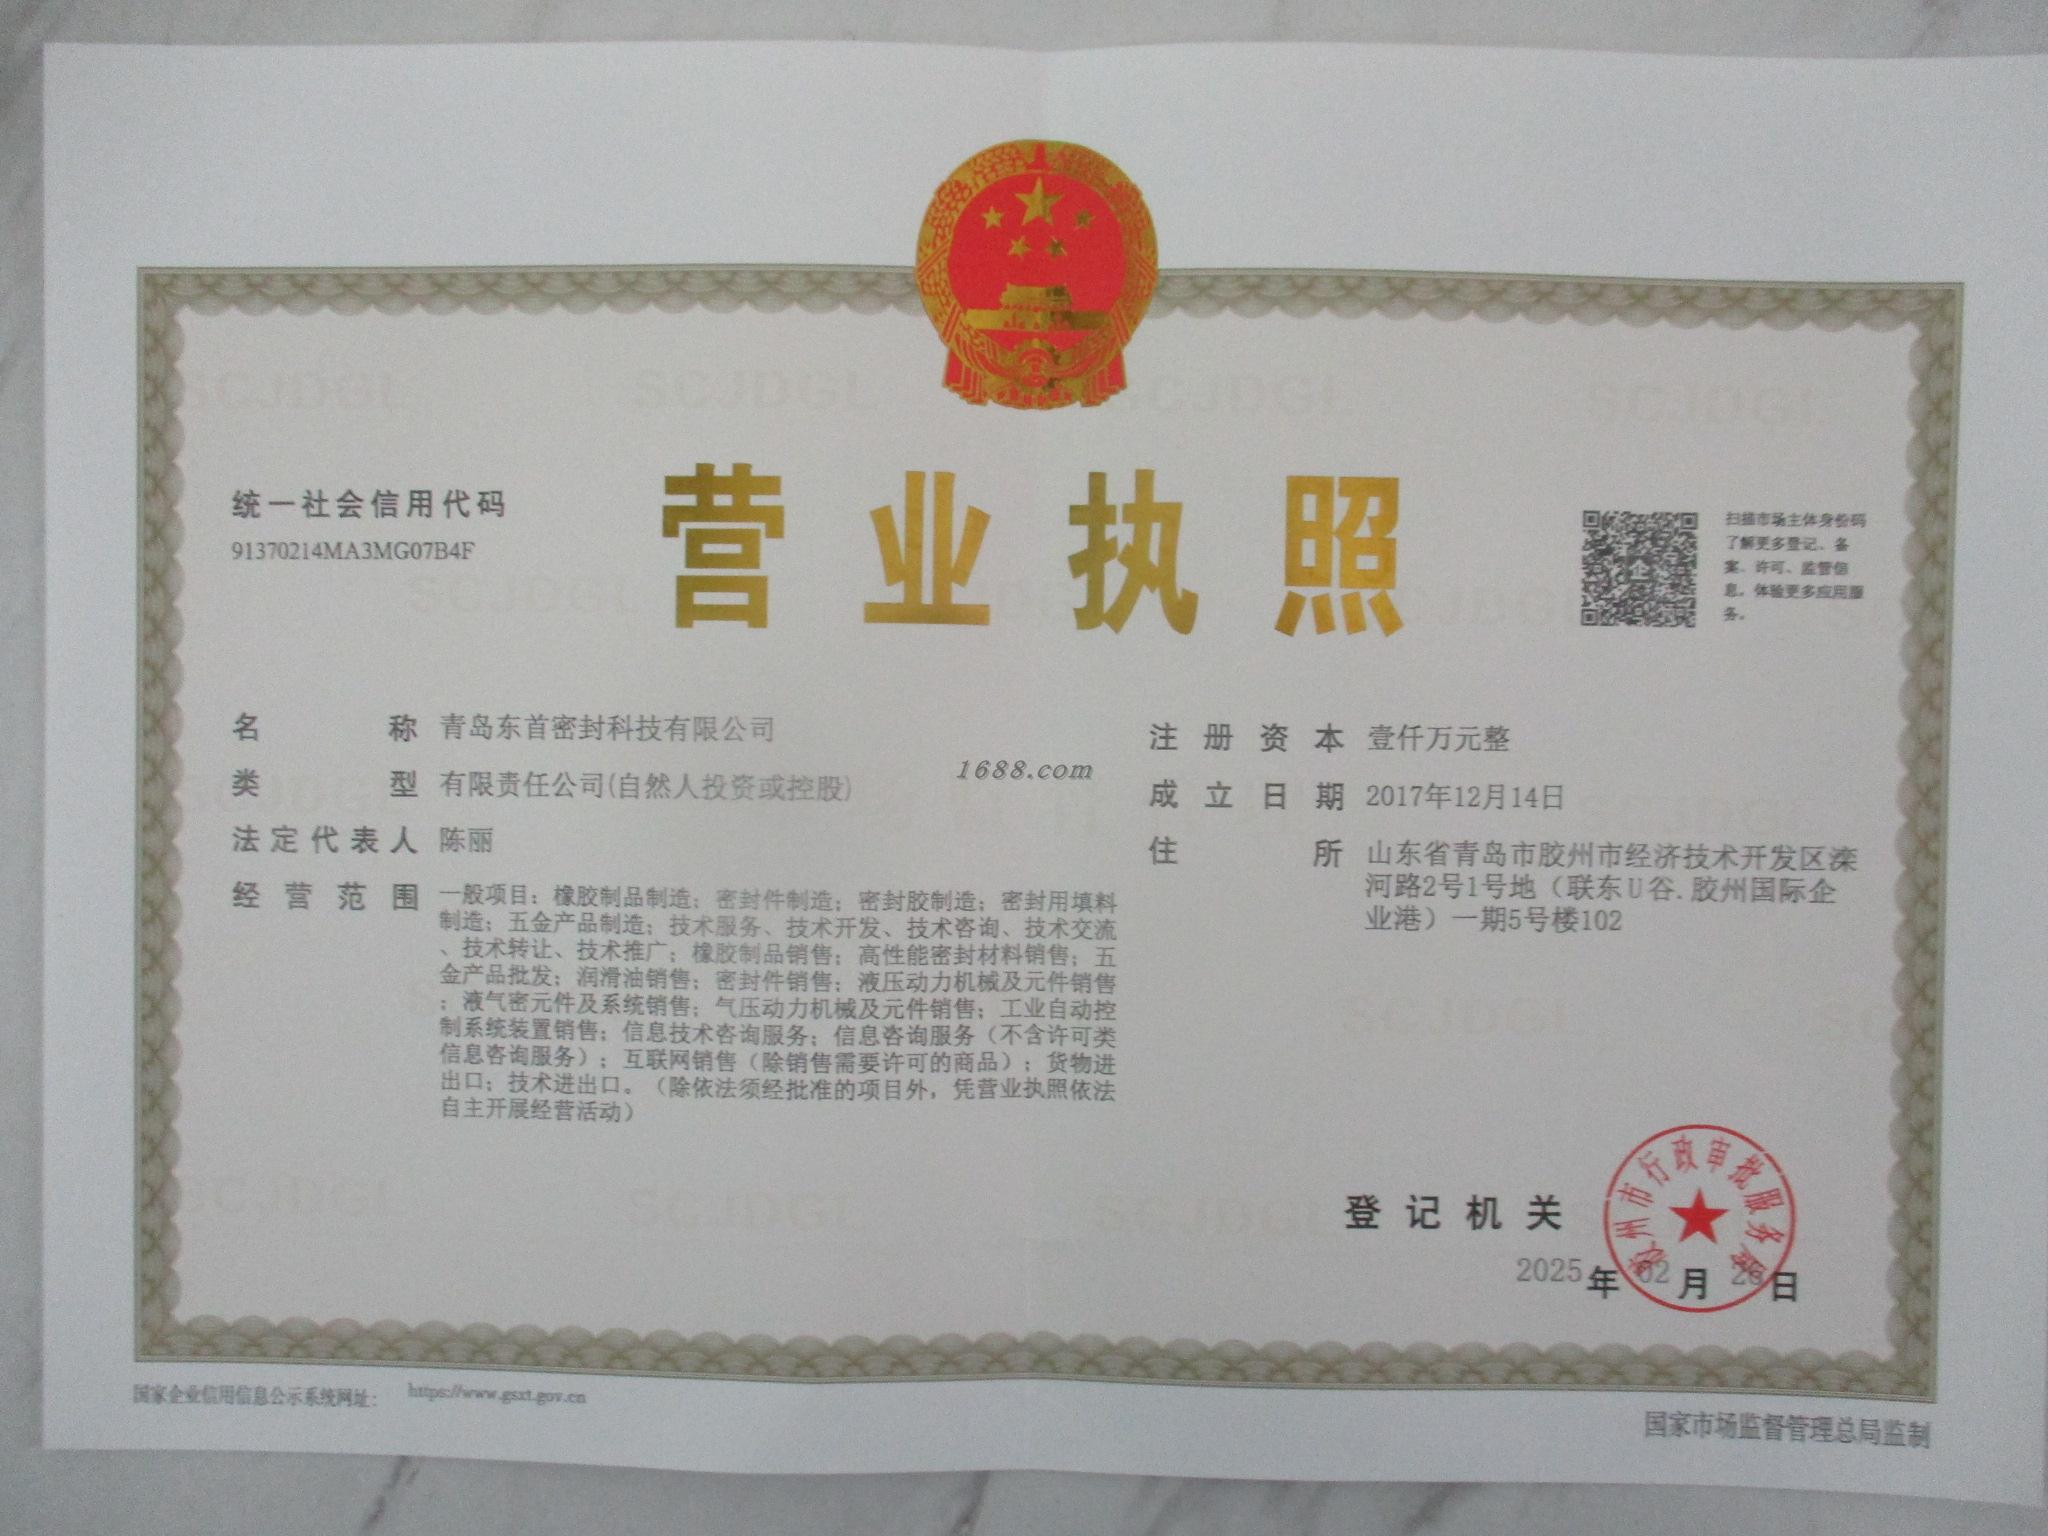 统一社会信用代码
91370214MA3MG07B4F
营业执照
扫描市场主体身份码
了解更多登记、备
案、许可、监管信
息，体验更多应用服
务。
名称 青岛东首密封科技有限公司
类型 有限责任公司(自然人投资或控股)
法定代表人 陈丽
经营范围 一般项目：橡胶制品制造；密封件制造；密封胶制造；密封用填料
制造；五金产品制造；技术服务、技术开发、技术咨询、技术交流
、技术转让、技术推广；橡胶制品销售；高性能密封材料销售；五
金产品批发；润滑油销售；密封件销售；液压动力机械及元件销售
；液气密元件及系统销售；气压动力机械及元件销售；工业自动控
制系统装置销售；信息技术咨询服务；信息咨询服务（不含许可类
信息咨询服务）；互联网销售（除销售需要许可的商品）；货物进
出口；技术进出口。（除依法须经批准的项目外，凭营业执照依法
自主开展经营活动）
1688.com
注册资本 壹仟万元整
成立日期 2017年12月14日
住所 山东省青岛市胶州市经济技术开发区滦
河路2号1号地（联东U谷.胶州国际企
业港）一期5号楼102
登记机关
胶州市行政审批服务局
2025年02月 日
国家企业信用信息公示系统网址：
https://www.gsxt.gov.cn
国家市场监督管理总局监制
SCJDGL
SCJDGL
SCJDGL
SCJDGL